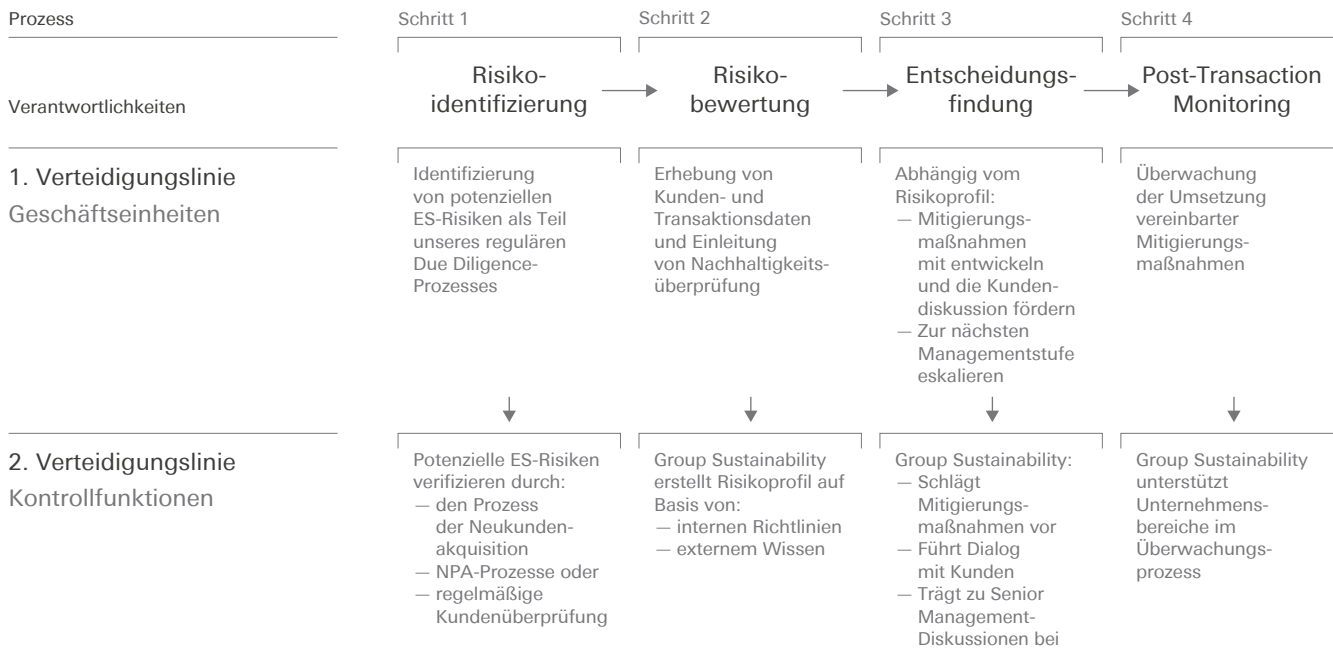 Prozess
Schritt 1
Schritt 2
Schritt 3
Schritt 4
Verantwortlichkeiten
Risiko-
identifizierung
Risiko-
bewertung
Entscheidungs-
findung
Post-Transaction
Monitoring
1. Verteidigungslinie
Geschäftseinheiten
Identifizierung
von potenziellen
ES-Risiken als Teil
unseres regulären
Due Diligence-
Prozesses
Erhebung von
Kunden- und
Transaktionsdaten
und Einleitung
von Nachhaltigkeits-
überprüfung
Abhängig vom
Risikoprofil:
— Mitigierungs-
maßnahmen
mit entwickeln
und die Kunden-
diskussion fördern
— Zur nächsten
Managementstufe
eskalieren
Überwachung
der Umsetzung
vereinbarter
Mitigierungs-
maßnahmen
2. Verteidigungslinie
Kontrollfunktionen
Potenzielle ES-Risiken
verifizieren durch:
— den Prozess
der Neukunden-
akquisition
— NPA-Prozesse oder
— regelmäßige
Kundenüberprüfung
Group Sustainability
erstellt Risikoprofil auf
Basis von:
— internen Richtlinien
— externem Wissen
Group Sustainability:
— Schlägt
Mitigierungs-
maßnahmen vor
— Führt Dialog
mit Kunden
— Trägt zu Senior
Management-
Diskussionen bei
Group Sustainability
unterstützt
Unternehmens-
bereiche im
Überwachungs-
prozess